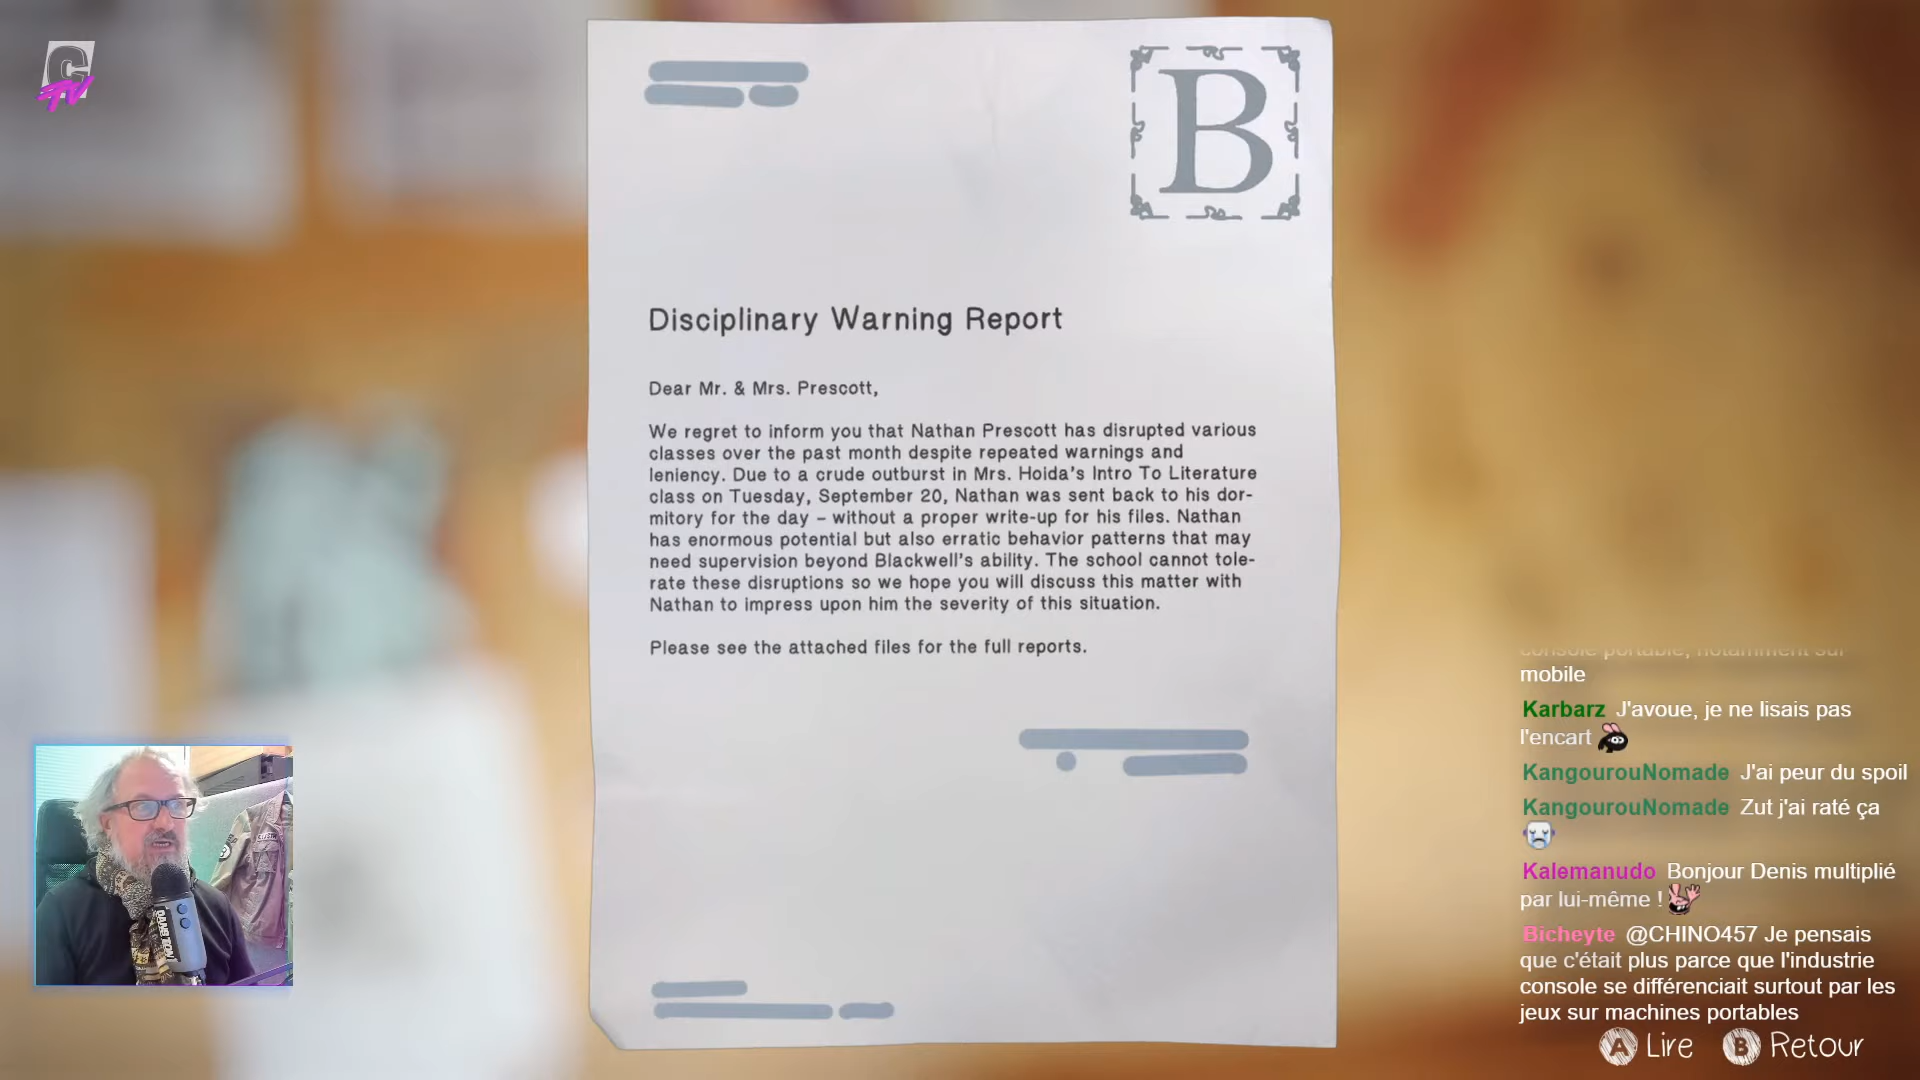 C
TV
B
Disciplinary Warning Report
Dear Mr. & Mrs. Prescott,
We regret to inform you that Nathan Prescott has disrupted various
classes over the past month despite repeated warnings and
leniency. Due to a crude outburst in Mrs. Hoida's Intro To Literature
class on Tuesday, September 20, Nathan was sent back to his dor-
mitory for the day – without a proper write-up for his files. Nathan
has enormous potential but also erratic behavior patterns that may
need supervision beyond Blackwell's ability. The school cannot tole-
rate these disruptions so we hope you will discuss this matter with
Nathan to impress upon him the severity of this situation.
Please see the attached files for the full reports.
console portable, notamment sur
mobile
Karbarz J'avoue, je ne lisais pas
l'encart
KangourouNomade J'ai peur du spoil
KangourouNomade Zut j'ai raté ça
Kalemanudo Bonjour Denis multiplié
par lui-même !
Bicheyte @CHINO457 Je pensais
que c'était plus parce que l'industrie
console se différenciait surtout par les
jeux sur machines portables
A Lire B Retour